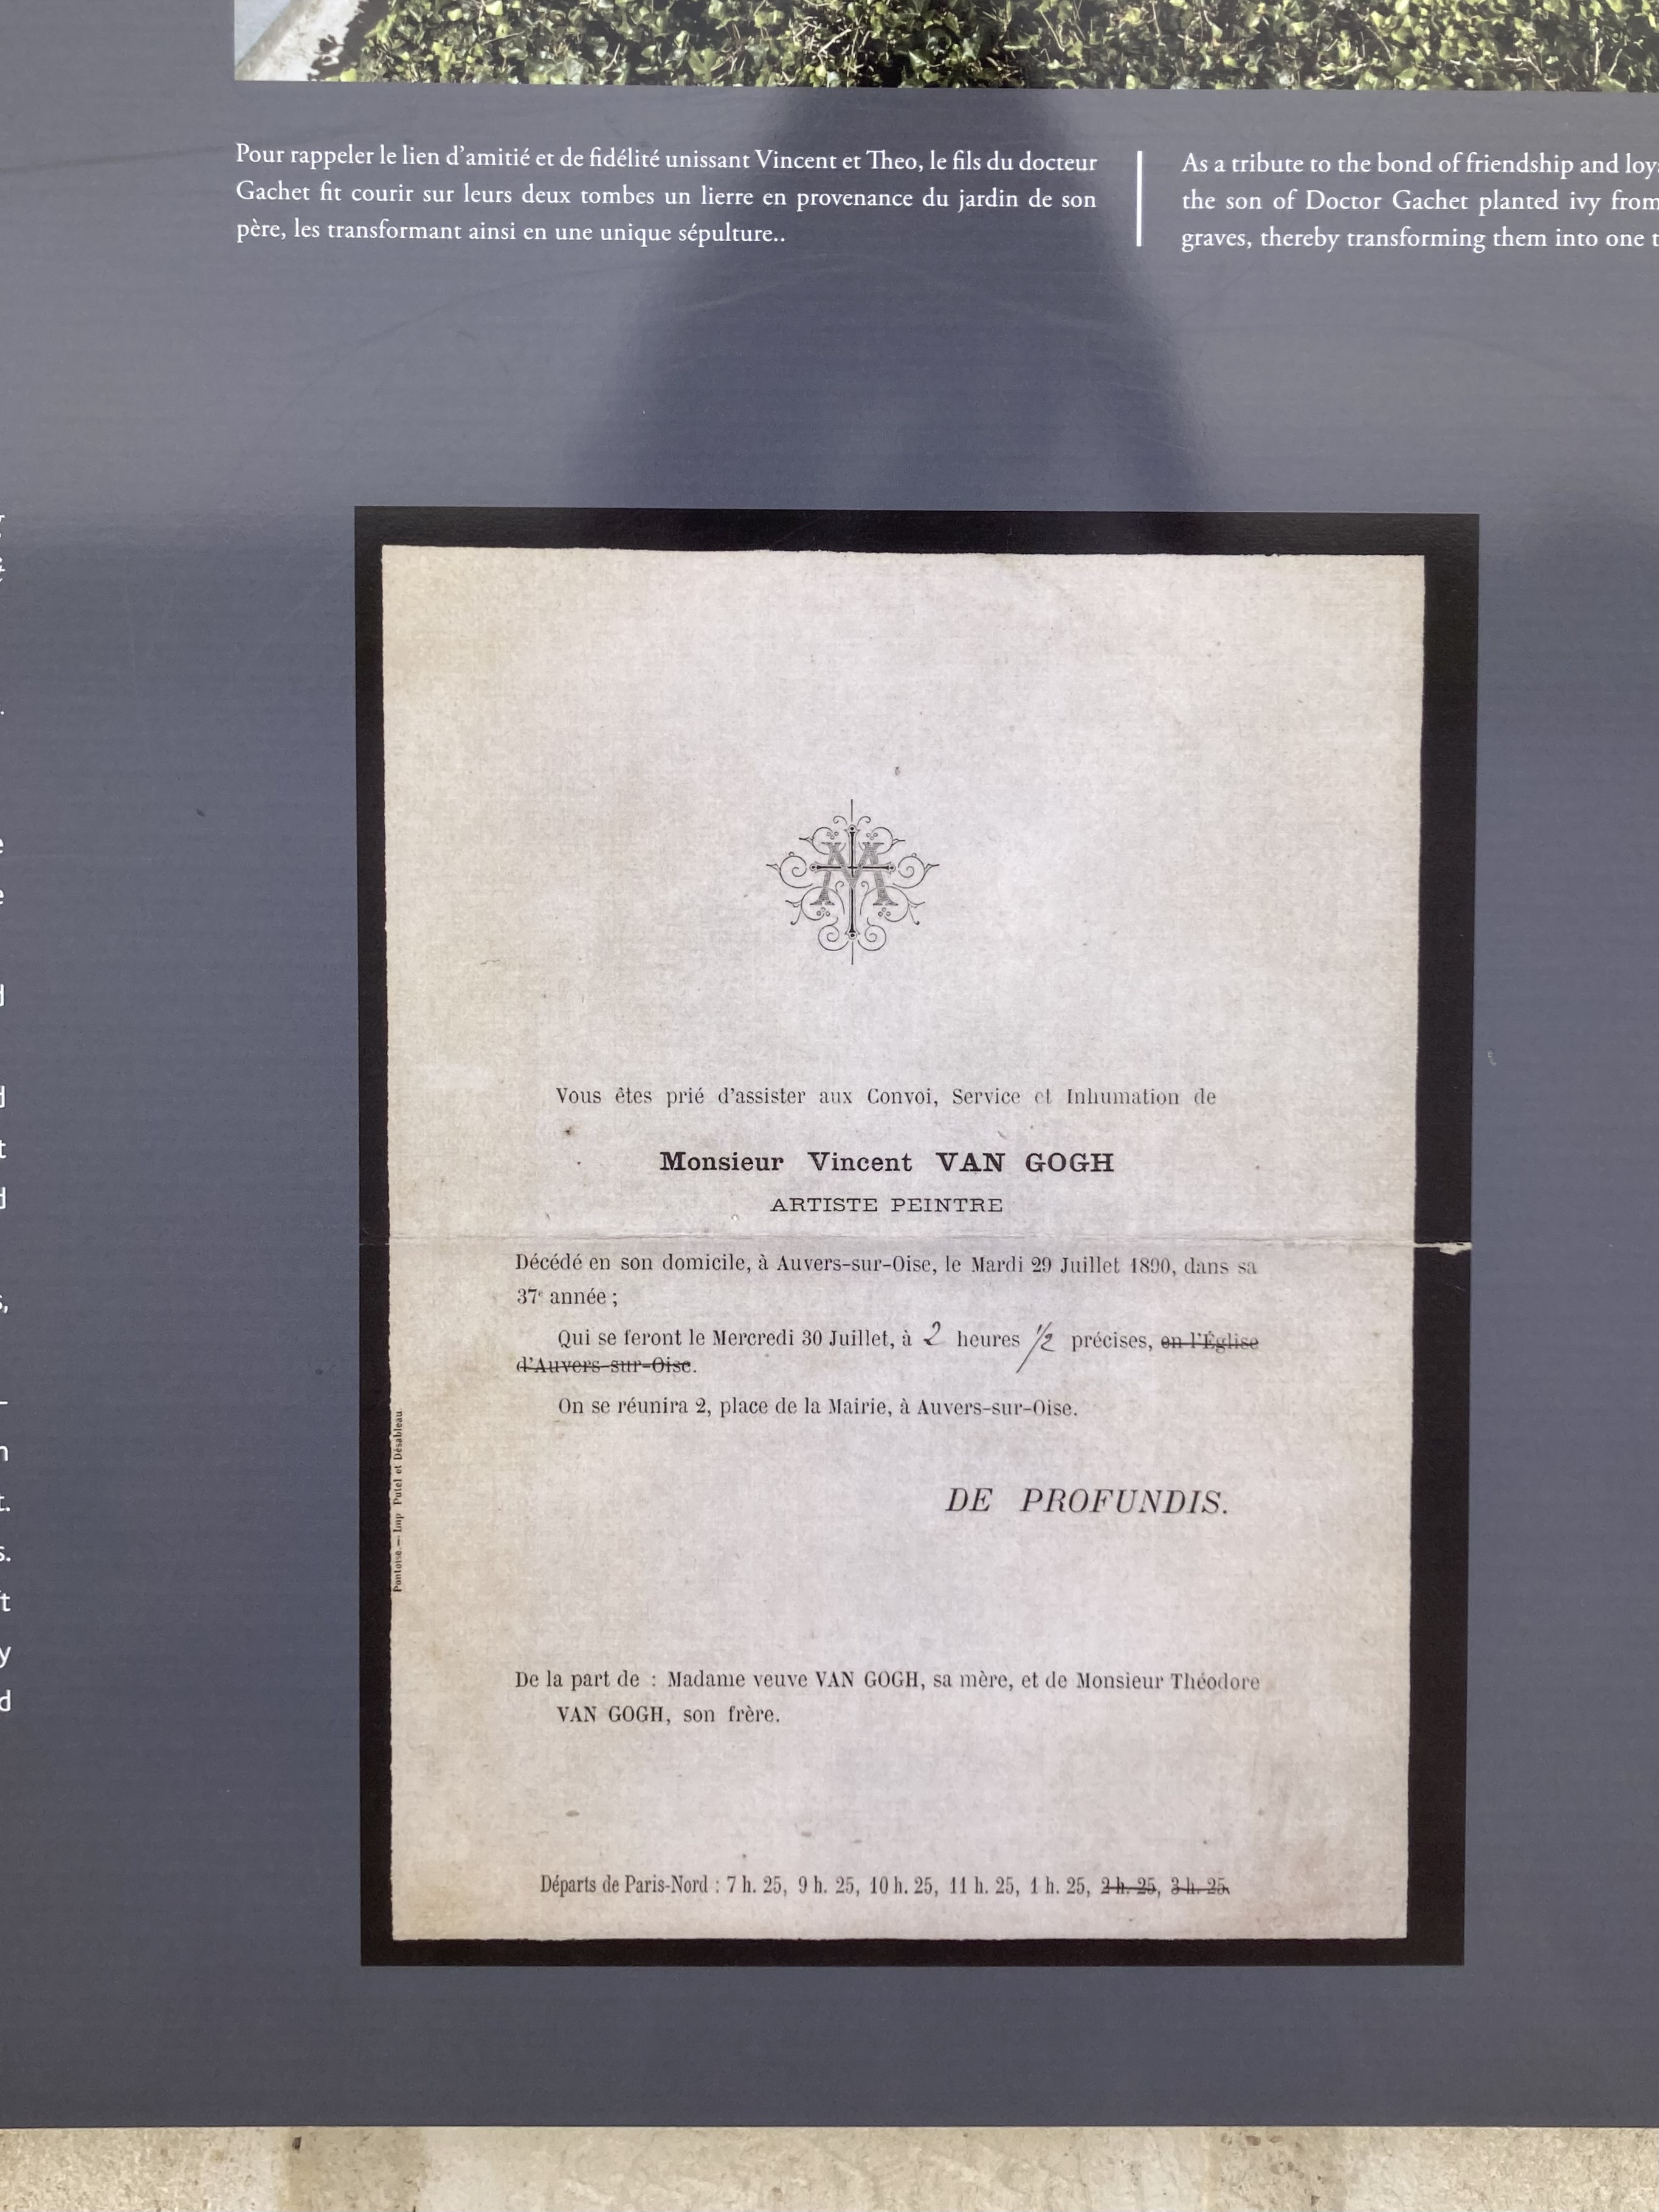 Pour rappeler le lien d'amitié et de fidélité unissant Vincent et Theo, le fils du docteur
Gachet fit courir sur leurs deux tombes un lierre en provenance du jardin de son
père, les transformant ainsi en une unique sépulture..
As a tribute to the bond of friendship and
the son of Doctor Gachet planted ivy from
graves, thereby transforming them into one
Vous êtes prié d'assister aux Convoi, Service et Inhumation de
Monsieur Vincent VAN GOGH
ARTISTE PEINTRE
Décédé en son domicile, à Auvers-sur-Oise, le Mardi 29 Juillet 1890, dans sa
37e année ;
Qui se feront le Mercredi 30 Juillet, à 2 heures 1/2 précises, en l'Église
d'Auvers-sur-Oise.
On se réunira 2, place de la Mairie, à Auvers-sur-Oise.
DE PROFUNDIS.
Pontoise.—Imp Putel et Désableau.
De la part de : Madame veuve VAN GOGH, sa mère, et de Monsieur Théodore
VAN GOGH, son frère.
Départs de Paris-Nord : 7 h. 25, 9 h. 25, 10 h. 25, 11 h. 25, 1 h. 25, 2 h. 25, 3 h. 25.